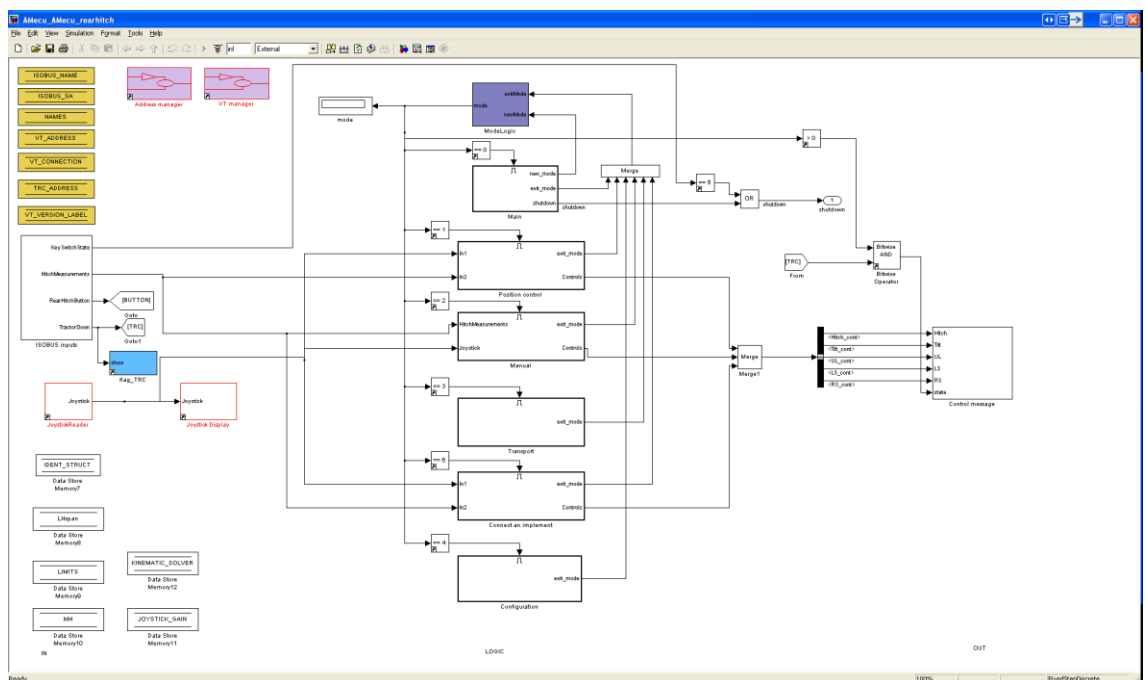 AMecu_AMecu_rearhitch
File Edit View Simulation Format Tools Help
inf
External
ISOBUS_NAME
ISOBUS_SA
NAMES
VT_ADDRESS
VT_CONNECTION
TRC_ADDRESS
VT_VERSION_LABEL
Address manager
VT manager
KeySwitchState
HitchMeasurements
RearHitchButton
TractorDown
ISOBUS inputs
[BUTTON]
Goto
[TRC]
Goto1
Flag_TRC
Joystick
JoystickReader
Joystick
Joystick Display
IDENT_STRUCT
Data Store
Memory7
LHspan
Data Store
LIMITS
Data Store
Memory9
MH
Data Store
Memory10
KINEMATIC_SOLVER
Data Store
Memory12
JOYSTICK_GAIN
Data Store
Memory11
IN
mode
mode
exitMode
newMode
ModeLogic
== 0
new_mode
exit_mode
shutdown
Main
shutdown
== 1
In1
In2
exit_mode
Controls
Position control
== 2
HitchMeasurements
Joystick
exit_mode
Controls
Manual
== 3
exit_mode
Transport
== 5
In1
In2
exit_mode
Controls
Connect an implement
== 4
exit_mode
Configuration
LOGIC
Merge
OR
shutdown
1
shutdown
> 0
[TRC]
From
Bitwise
AND
Bitwise
Operator
Merge
Merge1
<Hitch_cont>
<Tilt_cont>
<UL_cont>
<LS_cont>
<RS_cont>
Hitch
Tilt
UL
LS
RS
state
Control message
OUT
Ready
100%
FixedStepDiscrete